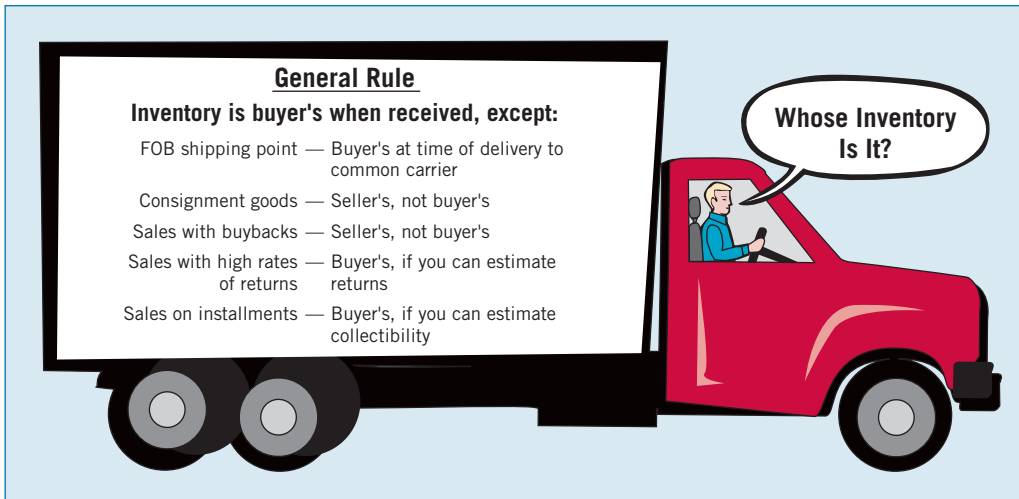 General Rule
Inventory is buyer's when received, except:
FOB shipping point — Buyer's at time of delivery to
common carrier
Consignment goods — Seller's, not buyer's
Sales with buybacks — Seller's, not buyer's
Sales with high rates — Buyer's, if you can estimate
of returns returns
Sales on installments — Buyer's, if you can estimate
collectibility
Whose Inventory
Is It?